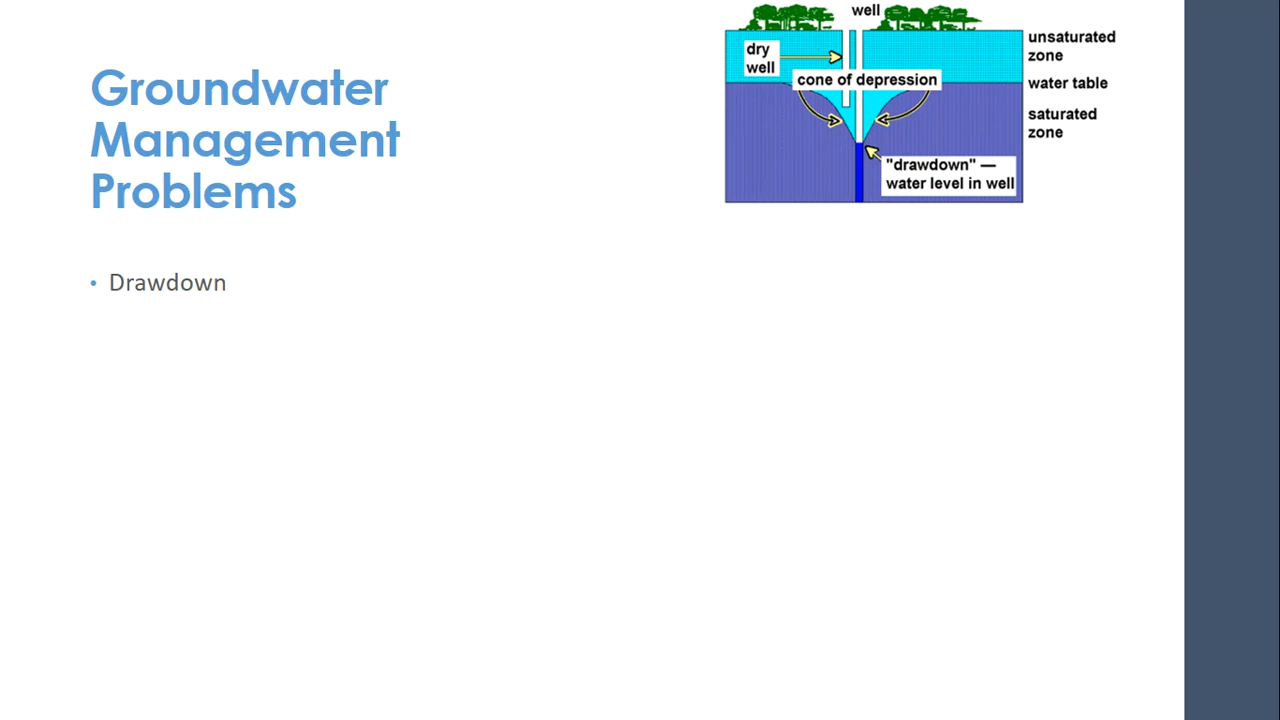 Groundwater
Management
Problems
• Drawdown
well
dry
well
cone of depression
unsaturated
zone
water table
saturated
zone
"drawdown" —
water level in well